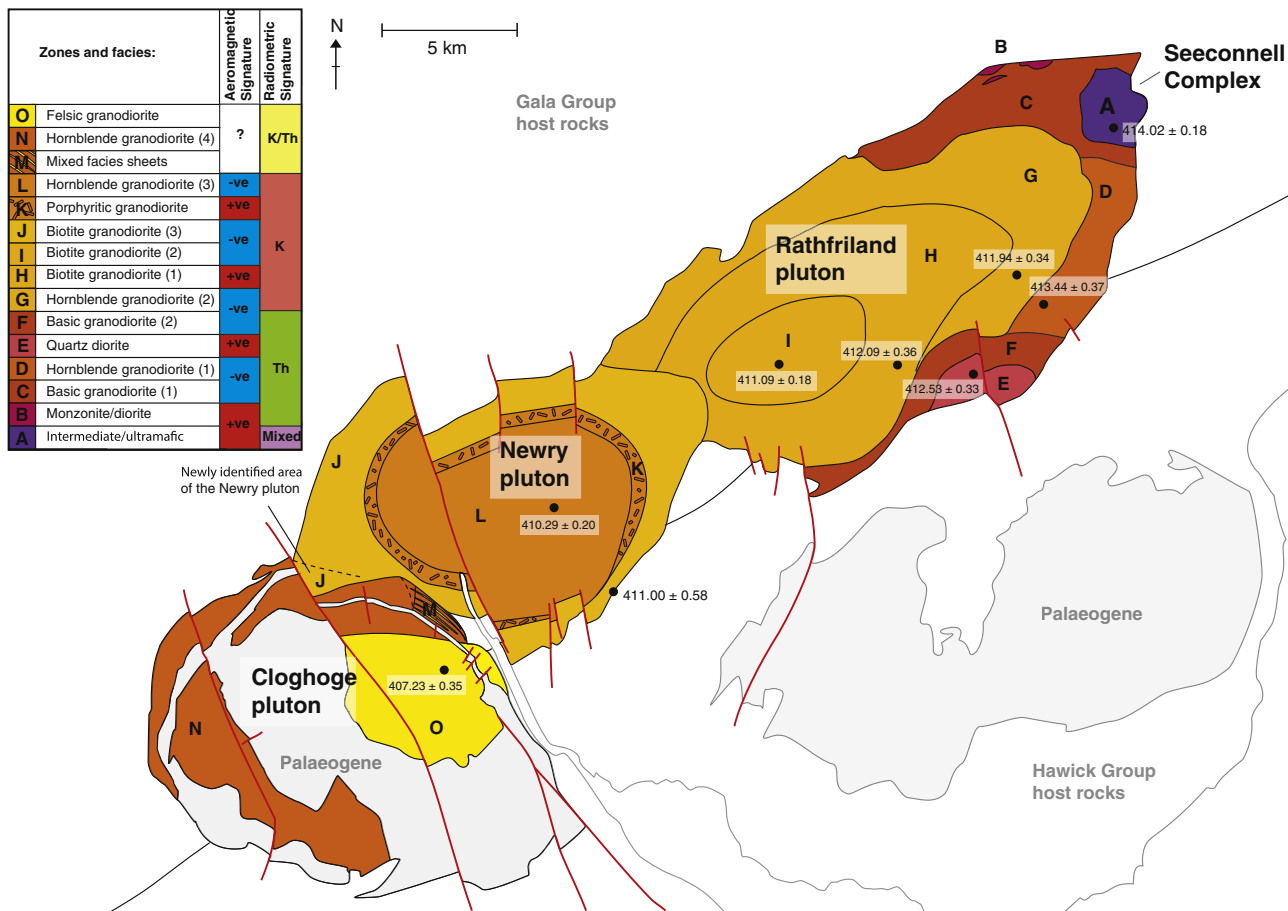 Zones and facies:
Aeromagnetic
Signature
Radiometric
Signature
O Felsic granodiorite
N Hornblende granodiorite (4)
M Mixed facies sheets
L Hornblende granodiorite (3)
K Porphyritic granodiorite
J Biotite granodiorite (3)
I Biotite granodiorite (2)
H Biotite granodiorite (1)
G Hornblende granodiorite (2)
F Basic granodiorite (2)
E Quartz diorite
D Hornblende granodiorite (1)
C Basic granodiorite (1)
B Monzonite/diorite
A Intermediate/ultramafic
?
-ve
+ve
-ve
+ve
-ve
+ve
-ve
+ve
K/Th
K
Th
Mixed
N
5 km
Gala Group
host rocks
B
Seeconnell
Complex
C
A
414.02 ± 0.18
G
D
Rathfriland
pluton
H
411.94 ± 0.34
413.44 ± 0.37
I
411.09 ± 0.18
412.09 ± 0.36
F
412.53 ± 0.33
E
Newly identified area
of the Newry pluton
J
Newry
pluton
K
L
410.29 ± 0.20
J
M
411.00 ± 0.58
Palaeogene
Cloghoge
pluton
407.23 ± 0.35
N
O
Palaeogene
Hawick Group
host rocks